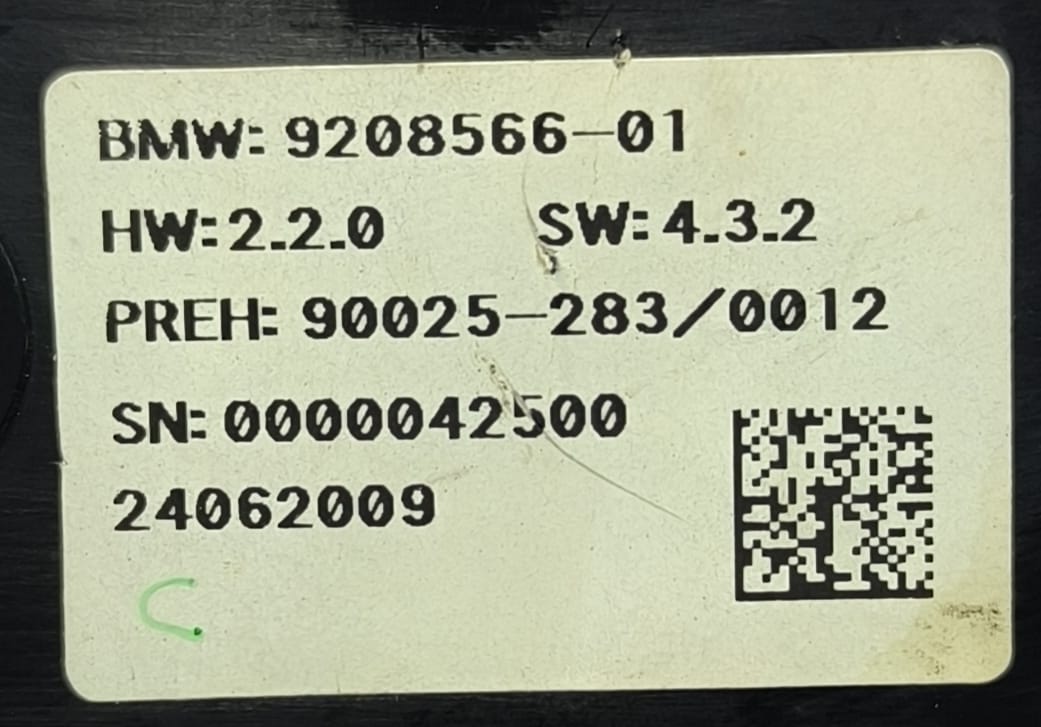 BMW: 9208566-01
HW: 2.2.0 SW: 4.3.2
PREH: 90025-283/0012
SN: 0000042500
24062009
C